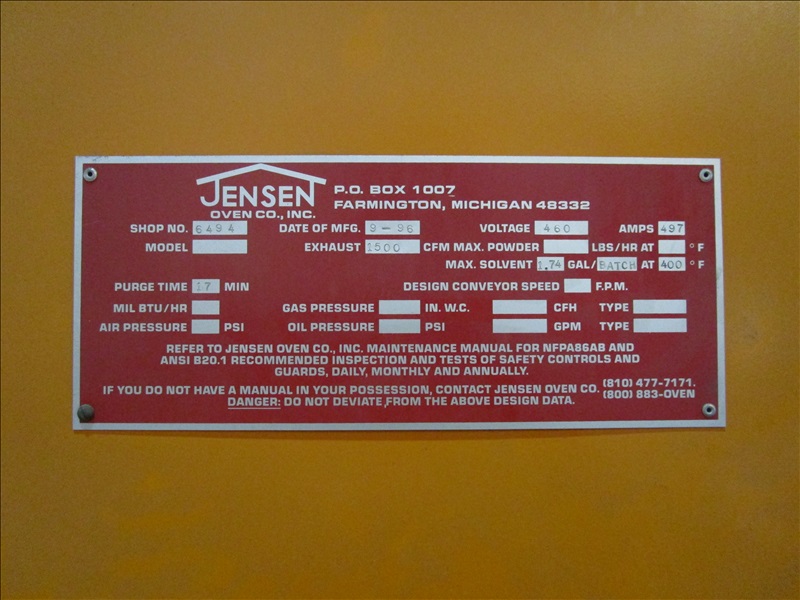 JENSEN
OVEN CO., INC.
P.O. BOX 1007
FARMINGTON, MICHIGAN 48332
SHOP NO. 6494 DATE OF MFG. 9-96 VOLTAGE 460 AMPS 497
MODEL EXHAUST 1500 CFM MAX. POWDER LBS/HR AT / °F
MAX. SOLVENT 1.74 GAL/BATCH AT 400 °F
PURGE TIME 17 MIN DESIGN CONVEYOR SPEED F.P.M.
MIL BTU/HR GAS PRESSURE IN. W.C. CFH TYPE
AIR PRESSURE PSI OIL PRESSURE PSI GPM TYPE
REFER TO JENSEN OVEN CO., INC. MAINTENANCE MANUAL FOR NFPA86AB AND
ANSI B20.1 RECOMMENDED INSPECTION AND TESTS OF SAFETY CONTROLS AND
GUARDS, DAILY, MONTHLY AND ANNUALLY.
IF YOU DO NOT HAVE A MANUAL IN YOUR POSSESSION, CONTACT JENSEN OVEN CO. (810) 477-7171.
(800) 883-OVEN
DANGER: DO NOT DEVIATE FROM THE ABOVE DESIGN DATA.